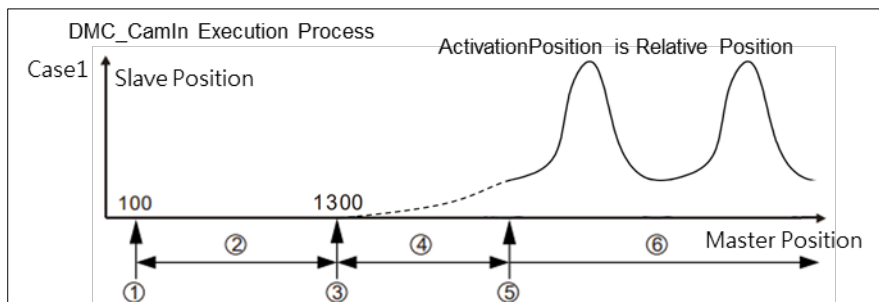 DMC_CamIn Execution Process
ActivationPosition is Relative Position
Case1
Slave Position
100
1300
Master Position
② ④ ⑥
① ③ ⑤